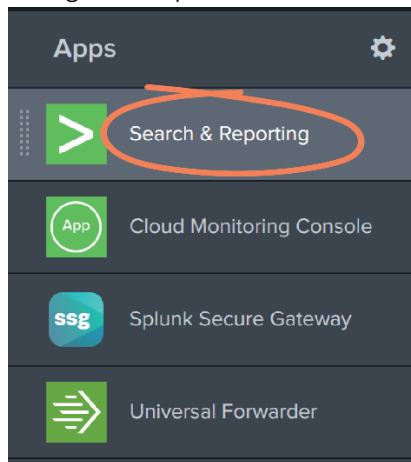 Apps
Search & Reporting
App
Cloud Monitoring Console
ssg
Splunk Secure Gateway
Universal Forwarder